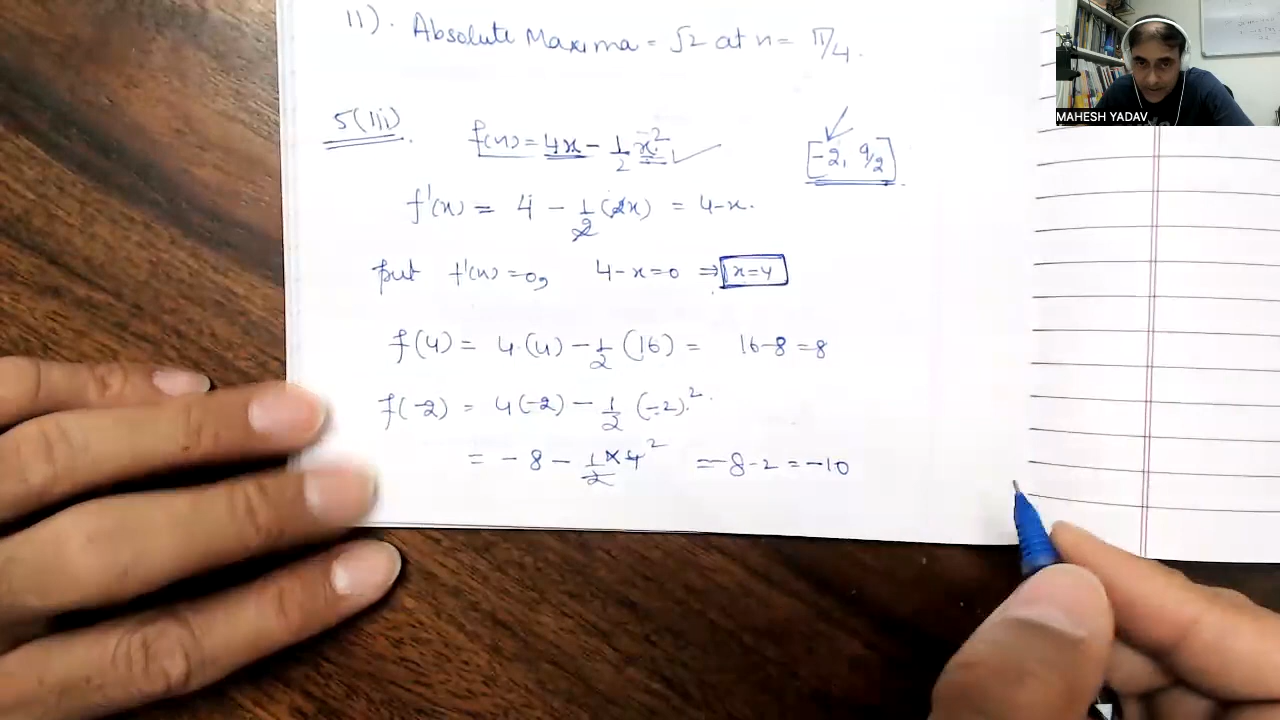 11). Absolute Maxima = √2 at n = π/4.
5(iii). f(x) = 4x - 1/2 x² ✓ [-2, 9/2]
f'(x) = 4 - 1/2 (2x) = 4-x.
put f'(x) = 0, 4-x=0 ⇒ x=4
f(4) = 4.(4) - 1/2 (16) = 16-8 = 8
f(-2) = 4(-2) - 1/2 (-2)².
= -8 - 1/2 × 4 2 = -8-2 = -10
MAHESH YADAV